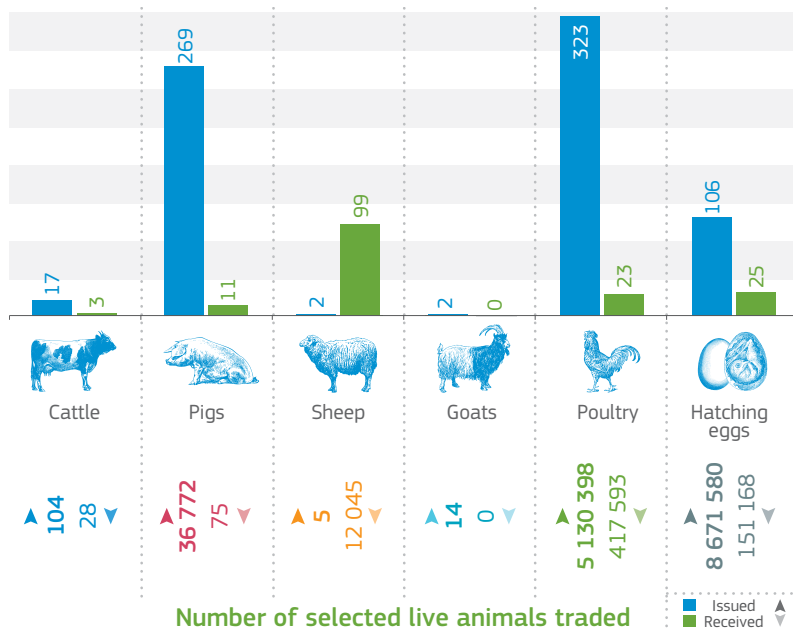 17
3
269
11
2
99
2
0
323
23
106
25
Cattle
Pigs
Sheep
Goats
Poultry
Hatching
eggs
104
28
36 772
75
5
12 045
14
0
5 130 398
417 593
8 671 580
151 168
Number of selected live animals traded
Issued
Received